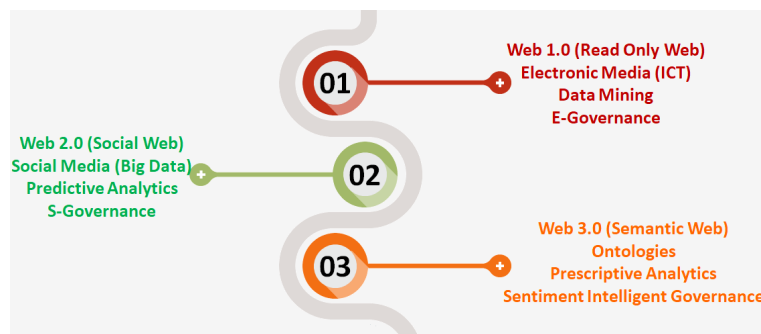 01
Web 1.0 (Read Only Web)
Electronic Media (ICT)
Data Mining
E-Governance
Web 2.0 (Social Web)
Social Media (Big Data)
Predictive Analytics
S-Governance
02
03
Web 3.0 (Semantic Web)
Ontologies
Prescriptive Analytics
Sentiment Intelligent Governance